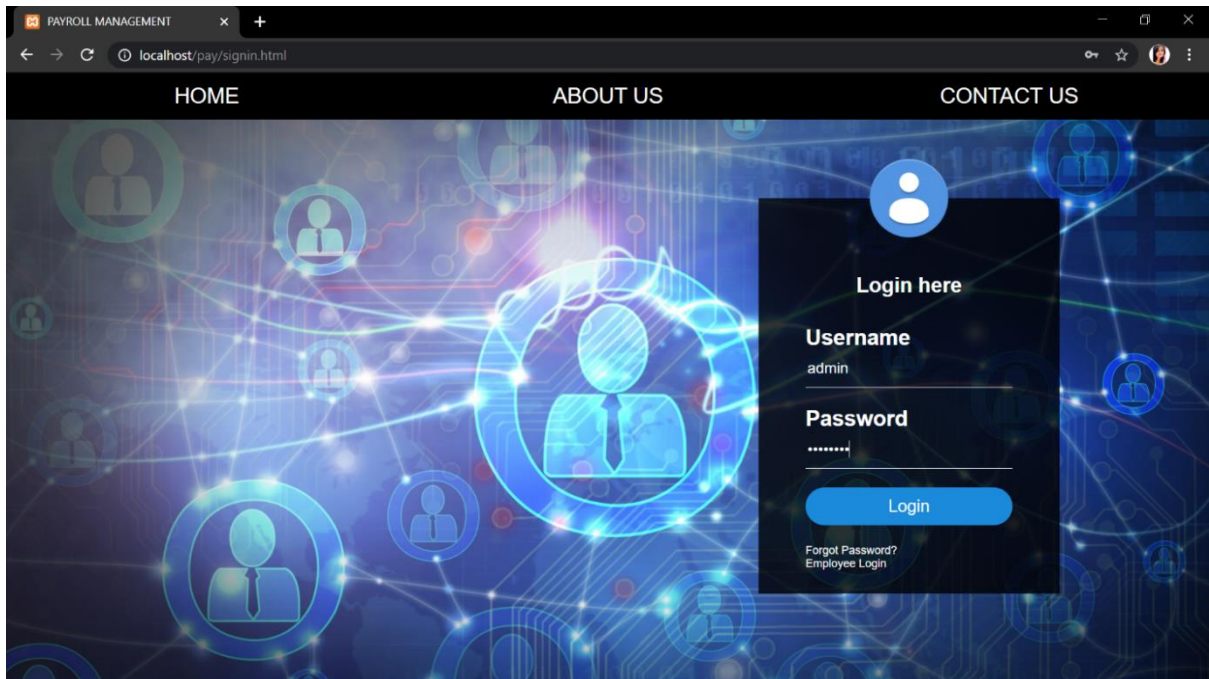 PAYROLL MANAGEMENT
localhost/pay/signin.html
HOME ABOUT US CONTACT US
Login here
Username
admin
Password
••••••••
Login
Forgot Password?
Employee Login